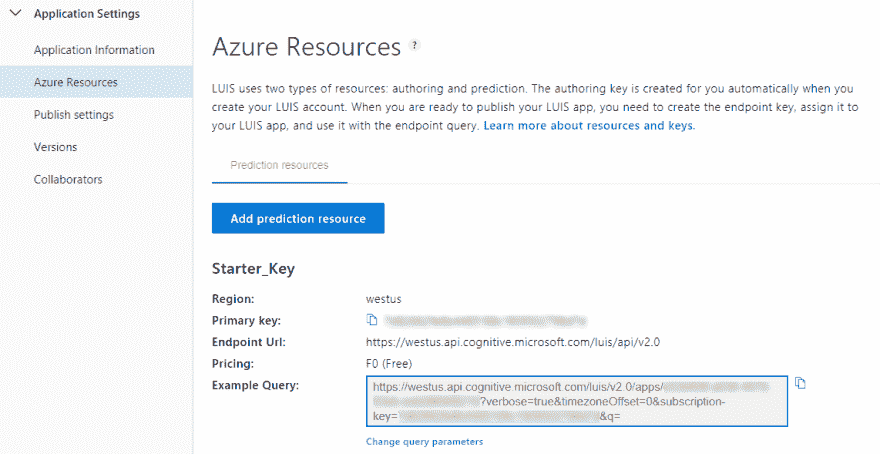 Application Settings
Application Information
Azure Resources
Publish settings
Versions
Collaborators
Azure Resources ?
LUIS uses two types of resources: authoring and prediction. The authoring key is created for you automatically when you
create your LUIS account. When you are ready to publish your LUIS app, you need to create the endpoint key, assign it to
your LUIS app, and use it with the endpoint query. Learn more about resources and keys.
Prediction resources
Add prediction resource
Starter_Key
Region: westus
Primary key:
Endpoint Url: https://westus.api.cognitive.microsoft.com/luis/api/v2.0
Pricing: F0 (Free)
Example Query: https://westus.api.cognitive.microsoft.com/luis/v2.0/apps/
?verbose=true&timezoneOffset=0&subscription-
key= &q=
Change query parameters